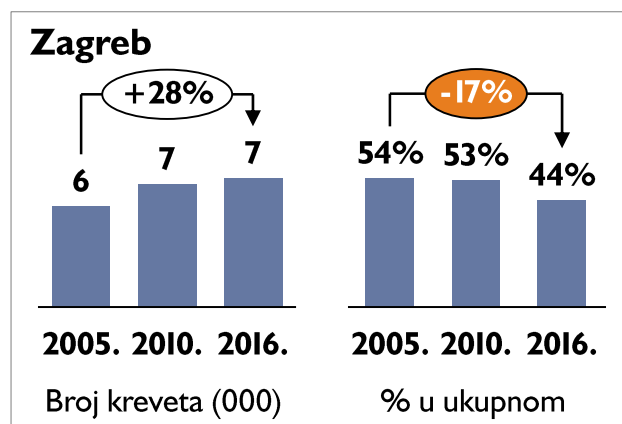 Zagreb
+28%
6
7
7
2005. 2010. 2016.
Broj kreveta (000)
-17%
54%
53%
44%
2005. 2010. 2016.
% u ukupnom